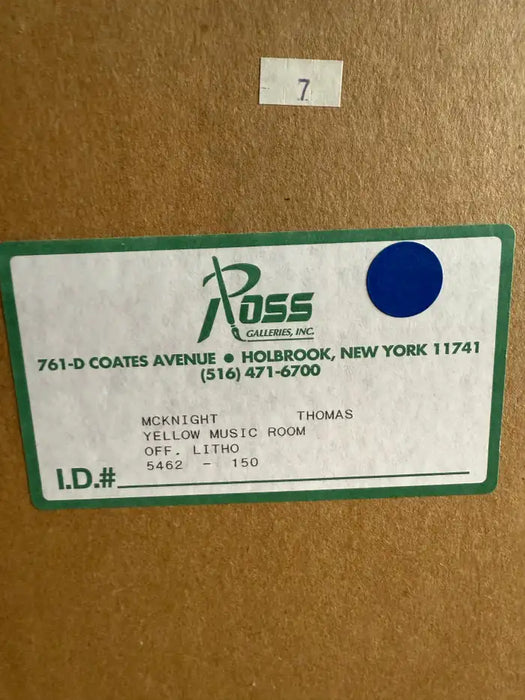 7
Ross
GALLERIES, INC.
761-D COATES AVENUE ● HOLBROOK, NEW YORK 11741
(516) 471-6700
MCKNIGHT THOMAS
YELLOW MUSIC ROOM
OFF. LITHO
5462 - 150
I.D.#